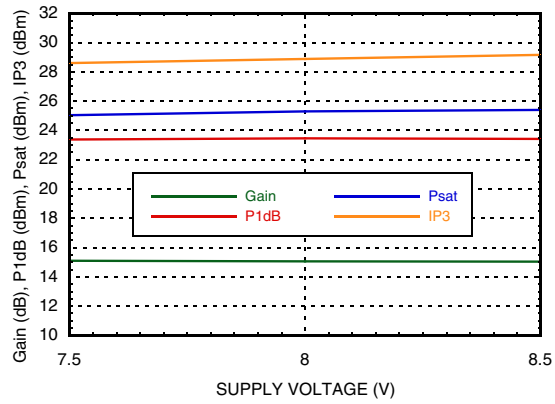 Gain (dB), P1dB (dBm), Psat (dBm), IP3 (dBm)
32
30
28
26
24
22
20
18
16
14
12
10
Gain
Psat
P1dB
IP3
7.5
8
8.5
SUPPLY VOLTAGE (V)